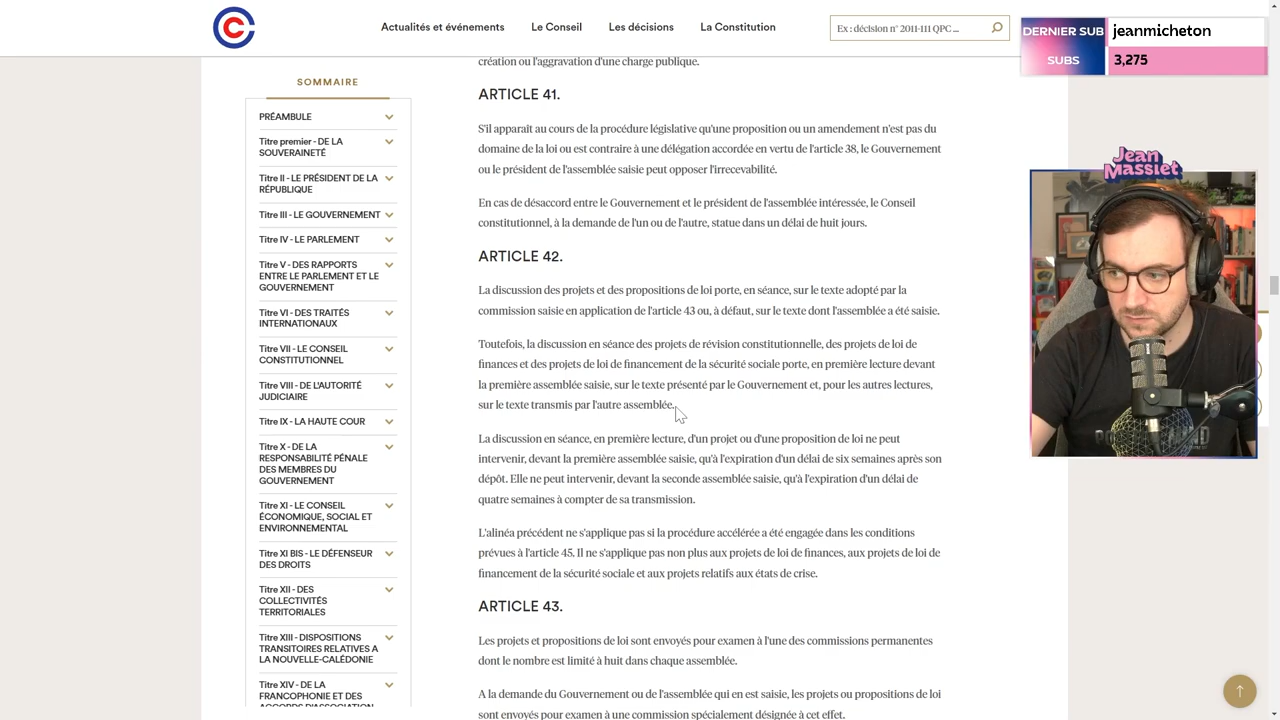 Actualités et événements
Le Conseil
Les décisions
La Constitution
Ex : décision n° 2011-111 QPC ...
DERNIER SUB
jeanmicheton
SUBS
3,275
Jean
Massiet
SOMMAIRE
PRÉAMBULE
Titre premier - DE LA
SOUVERAINETÉ
Titre II - LE PRÉSIDENT DE LA
RÉPUBLIQUE
Titre III - LE GOUVERNEMENT
Titre IV - LE PARLEMENT
Titre V - DES RAPPORTS
ENTRE LE PARLEMENT ET LE
GOUVERNEMENT
Titre VI - DES TRAITÉS
INTERNATIONAUX
Titre VII - LE CONSEIL
CONSTITUTIONNEL
Titre VIII - DE L'AUTORITÉ
JUDICIAIRE
Titre IX - LA HAUTE COUR
Titre X - DE LA
RESPONSABILITÉ PÉNALE
DES MEMBRES DU
GOUVERNEMENT
Titre XI - LE CONSEIL
ÉCONOMIQUE, SOCIAL ET
ENVIRONNEMENTAL
Titre XI BIS - LE DÉFENSEUR
DES DROITS
Titre XII - DES
COLLECTIVITÉS
TERRITORIALES
Titre XIII - DISPOSITIONS
TRANSITOIRES RELATIVES A
LA NOUVELLE-CALÉDONIE
Titre XIV - DE LA
FRANCOPHONIE ET DES
ACCORDS D'ASSOCIATION
création ou l'aggravation d'une charge publique.
ARTICLE 41.
S'il apparaît au cours de la procédure législative qu'une proposition ou un amendement n'est pas du
domaine de la loi ou est contraire à une délégation accordée en vertu de l'article 38, le Gouvernement
ou le président de l'assemblée saisie peut opposer l'irrecevabilité.
En cas de désaccord entre le Gouvernement et le président de l'assemblée intéressée, le Conseil
constitutionnel, à la demande de l'un ou de l'autre, statue dans un délai de huit jours.
ARTICLE 42.
La discussion des projets et des propositions de loi porte, en séance, sur le texte adopté par la
commission saisie en application de l'article 43 ou, à défaut, sur le texte dont l'assemblée a été saisie.
Toutefois, la discussion en séance des projets de révision constitutionnelle, des projets de loi de
finances et des projets de loi de financement de la sécurité sociale porte, en première lecture devant
la première assemblée saisie, sur le texte présenté par le Gouvernement et, pour les autres lectures,
sur le texte transmis par l'autre assemblée.
La discussion en séance, en première lecture, d'un projet ou d'une proposition de loi ne peut
intervenir, devant la première assemblée saisie, qu'à l'expiration d'un délai de six semaines après son
dépôt. Elle ne peut intervenir, devant la seconde assemblée saisie, qu'à l'expiration d'un délai de
quatre semaines à compter de sa transmission.
L'alinéa précédent ne s'applique pas si la procédure accélérée a été engagée dans les conditions
prévues à l'article 45. Il ne s'applique pas non plus aux projets de loi de finances, aux projets de loi de
financement de la sécurité sociale et aux projets relatifs aux états de crise.
ARTICLE 43.
Les projets et propositions de loi sont envoyés pour examen à l'une des commissions permanentes
dont le nombre est limité à huit dans chaque assemblée.
A la demande du Gouvernement ou de l'assemblée qui en est saisie, les projets ou propositions de loi
sont envoyés pour examen à une commission spécialement désignée à cet effet.